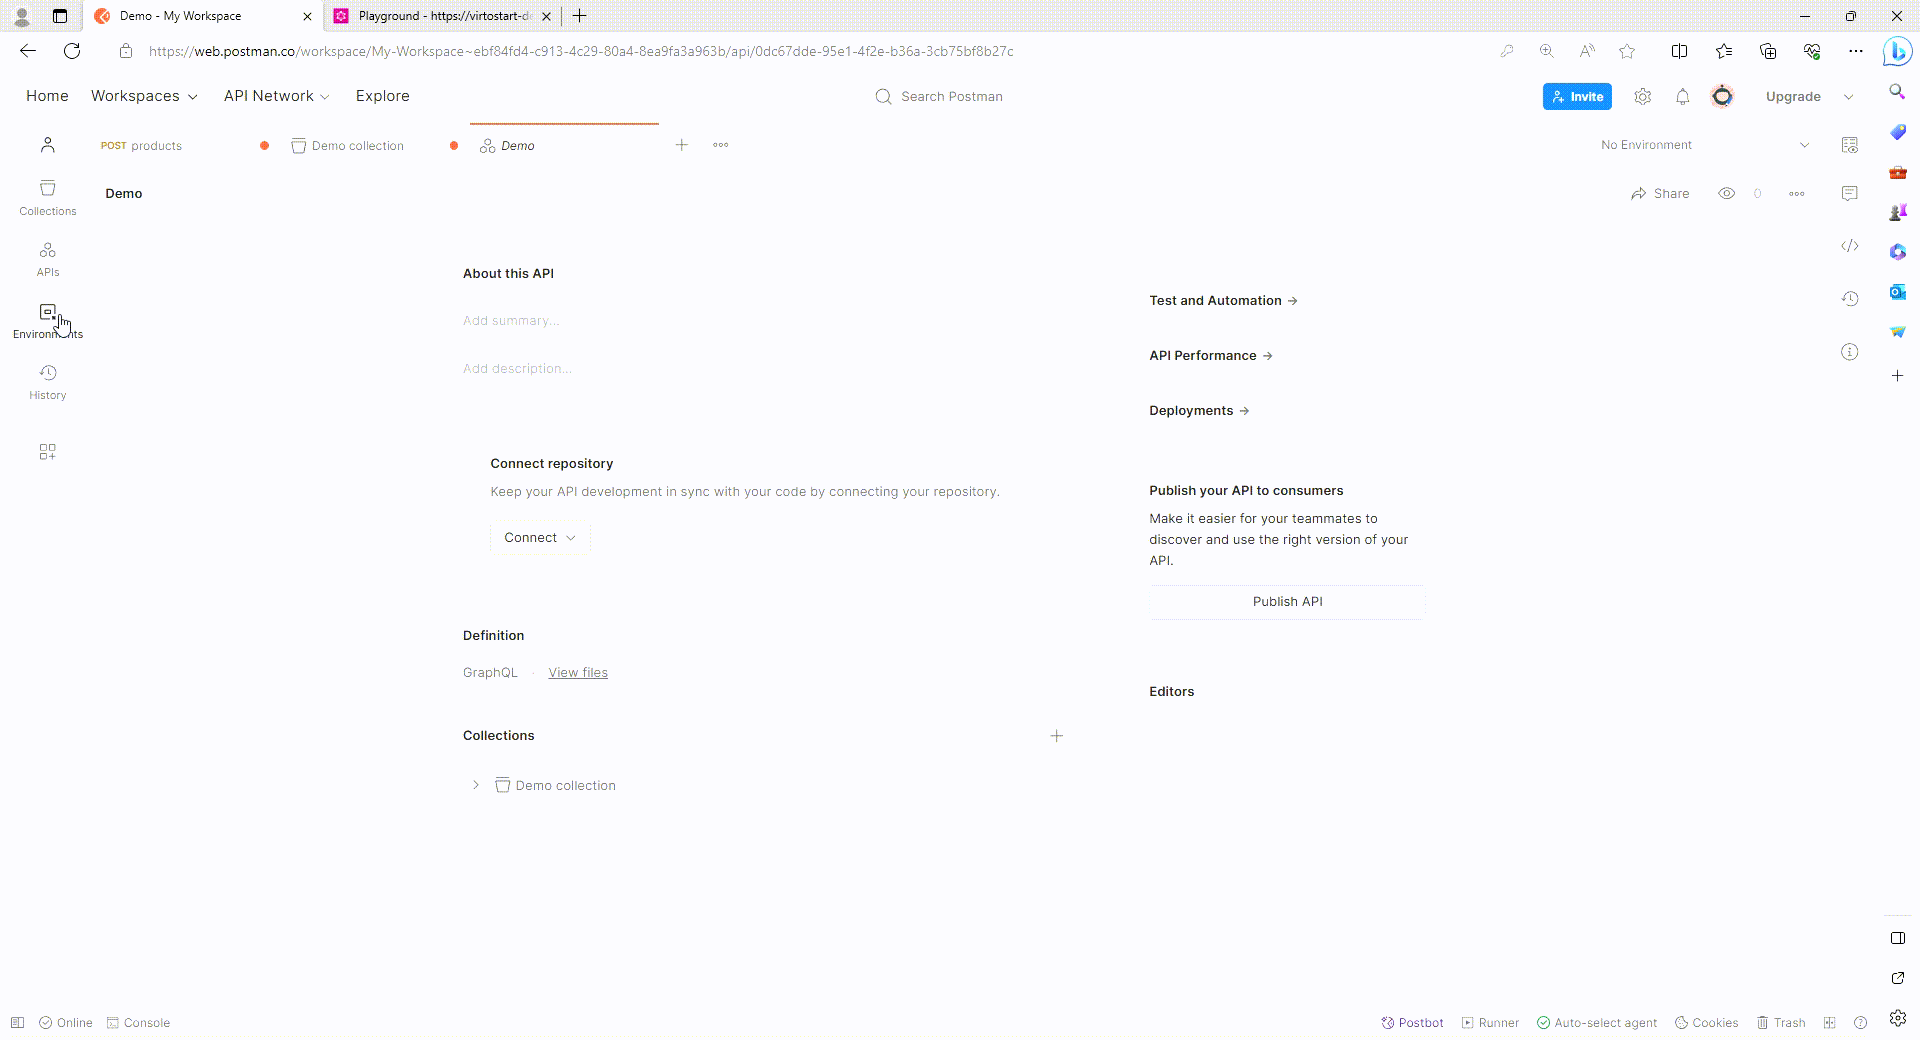 Demo - My Workspace
Playground - https://virtostart-de
https://web.postman.co/workspace/My-Workspace~ebf84fd4-c913-4c29-80a4-8ea9fa3a963b/api/0dc67dde-95e1-4f2e-b36a-3cb75bf8b27c
Home Workspaces API Network Explore
Search Postman
Invite
Upgrade
POST products
Demo collection
Demo
No Environment
Demo
Share
0
Collections
APIs
Environments
History
About this API
Add summary...
Add description...
Connect repository
Keep your API development in sync with your code by connecting your repository.
Connect
Definition
GraphQL · View files
Collections
Demo collection
Test and Automation →
API Performance →
Deployments →
Publish your API to consumers
Make it easier for your teammates to
discover and use the right version of your
API.
Publish API
Editors
Online Console
Postbot Runner Auto-select agent Cookies Trash